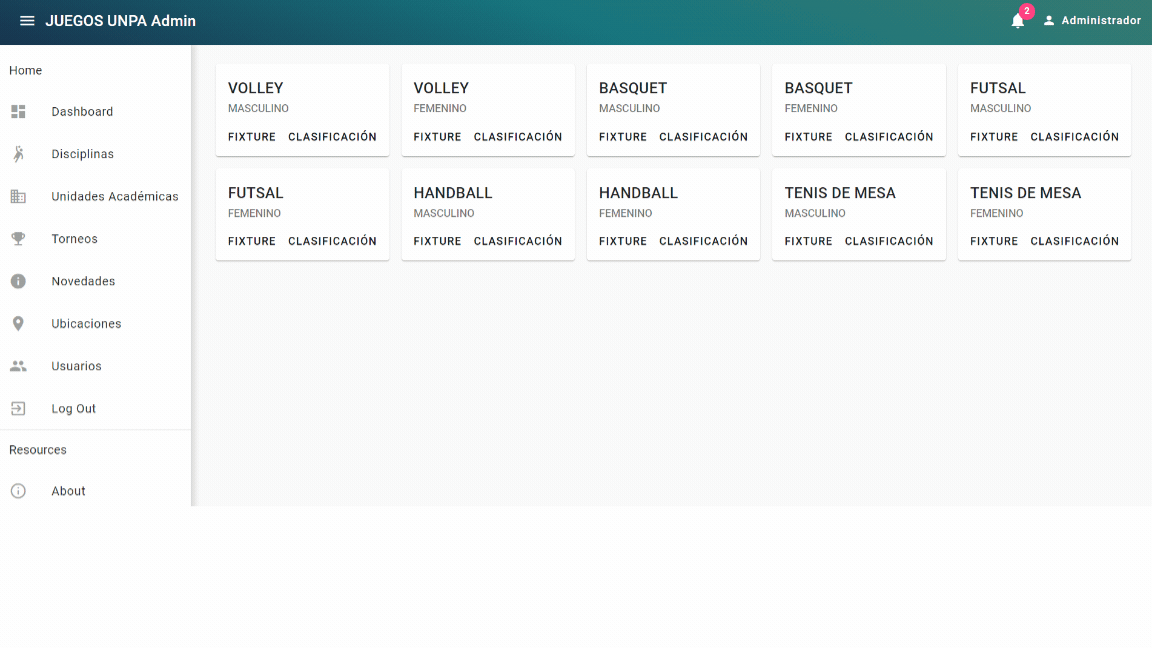 JUEGOS UNPA Admin
2
Administrador
Home
Dashboard
Disciplinas
Unidades Académicas
Torneos
Novedades
Ubicaciones
Usuarios
Log Out
Resources
About
VOLLEY
MASCULINO
FIXTURE CLASIFICACIÓN
VOLLEY
FEMENINO
FIXTURE CLASIFICACIÓN
BASQUET
MASCULINO
FIXTURE CLASIFICACIÓN
BASQUET
FEMENINO
FIXTURE CLASIFICACIÓN
FUTSAL
MASCULINO
FIXTURE CLASIFICACIÓN
FUTSAL
FEMENINO
FIXTURE CLASIFICACIÓN
HANDBALL
MASCULINO
FIXTURE CLASIFICACIÓN
HANDBALL
FEMENINO
FIXTURE CLASIFICACIÓN
TENIS DE MESA
MASCULINO
FIXTURE CLASIFICACIÓN
TENIS DE MESA
FEMENINO
FIXTURE CLASIFICACIÓN